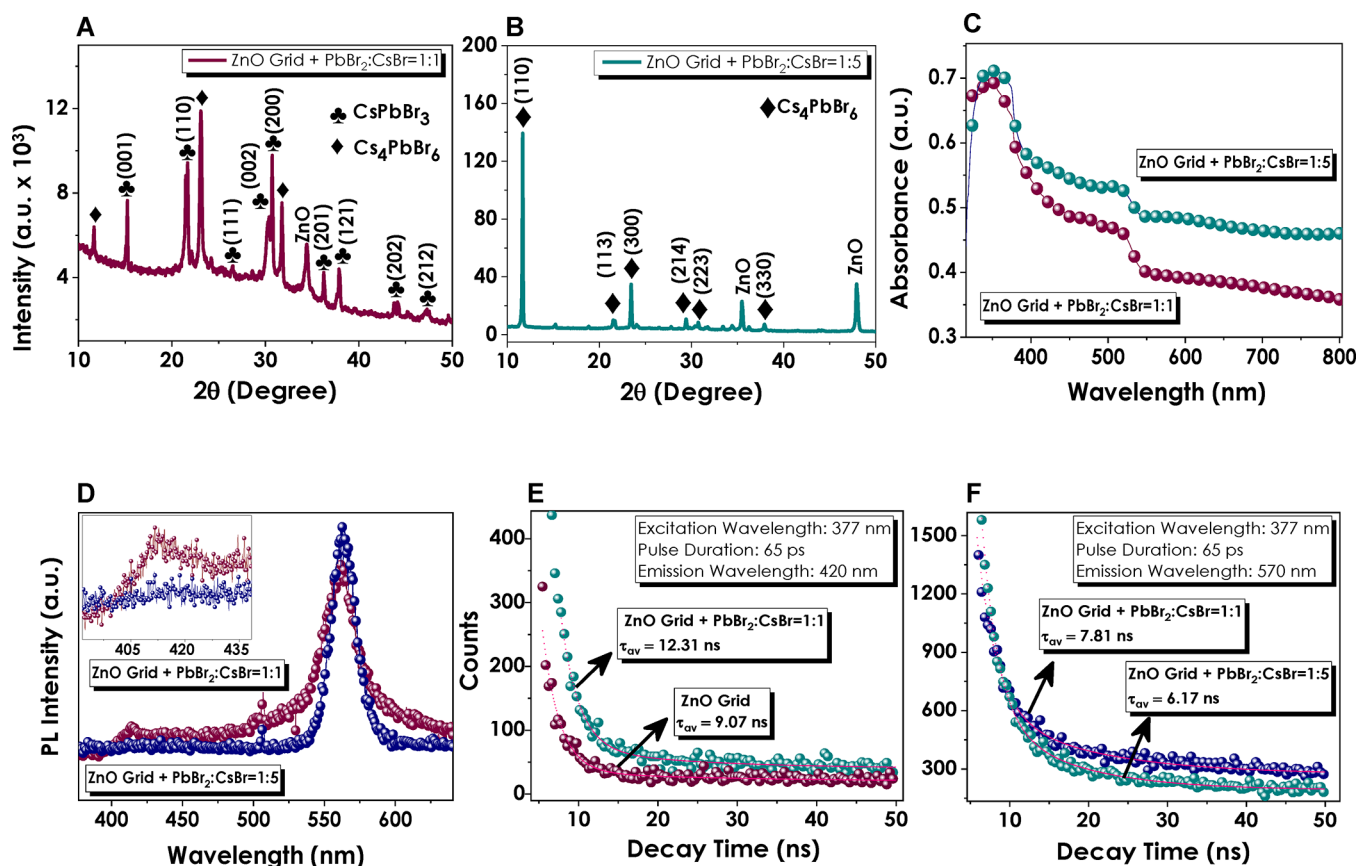 A
ZnO Grid + PbBr₂:CsBr=1:1
CsPbBr₃
Cs₄PbBr₆
(001)
(110)
(111)
(002)
(200)
ZnO
(201)
(121)
(202)
(212)
12
8
4
Intensity (a.u. x 10³)
10 20 30 40 50
2θ (Degree)
B
ZnO Grid + PbBr₂:CsBr=1:5
Cs₄PbBr₆
(110)
(113)
(300)
(214)
(223)
ZnO
(330)
ZnO
200
160
120
80
40
0
10 20 30 40 50
2θ (Degree)
C
ZnO Grid + PbBr₂:CsBr=1:5
ZnO Grid + PbBr₂:CsBr=1:1
0.7
0.6
0.5
0.4
0.3
Absorbance (a.u.)
400 500 600 700 800
Wavelength (nm)
D
405 420 435
ZnO Grid + PbBr₂:CsBr=1:1
ZnO Grid + PbBr₂:CsBr=1:5
PL Intensity (a.u.)
400 450 500 550 600
Wavelength (nm)
E
Excitation Wavelength: 377 nm
Pulse Duration: 65 ps
Emission Wavelength: 420 nm
ZnO Grid + PbBr₂:CsBr=1:1
τav = 12.31 ns
ZnO Grid
τav = 9.07 ns
400
300
200
100
0
Counts
10 20 30 40 50
Decay Time (ns)
F
Excitation Wavelength: 377 nm
Pulse Duration: 65 ps
Emission Wavelength: 570 nm
ZnO Grid + PbBr₂:CsBr=1:1
τav = 7.81 ns
ZnO Grid + PbBr₂:CsBr=1:5
τav = 6.17 ns
1500
1200
900
600
300
0 10 20 30 40 50
Decay Time (ns)